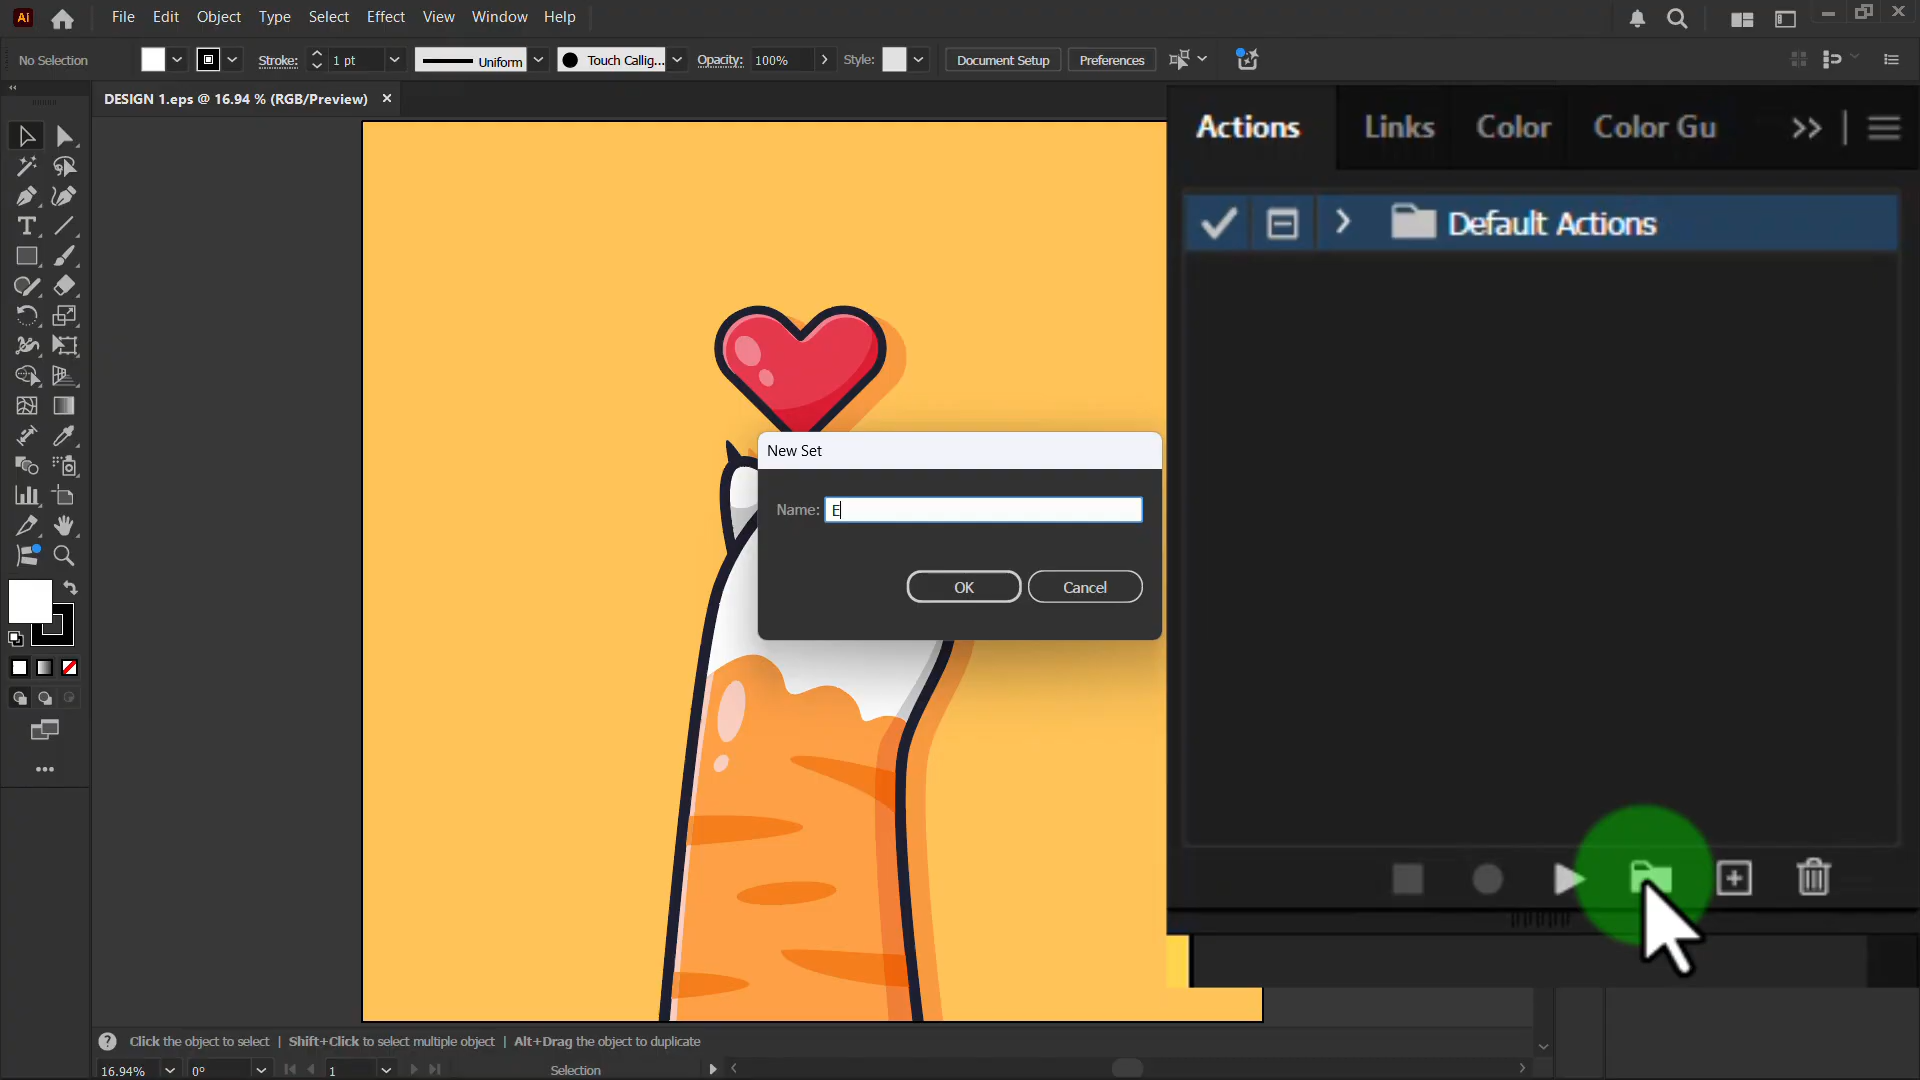 Ai File Edit Object Type Select Effect View Window Help
No Selection Stroke: 1 pt Uniform Touch Callig... Opacity: 100% Style: Document Setup Preferences
DESIGN 1.eps @ 16.94 % (RGB/Preview)
Actions Links Color Color Gu
Default Actions
New Set
Name: E
OK Cancel
Click the object to select | Shift+Click to select multiple object | Alt+Drag the object to duplicate
16.94% 0° 1 Selection